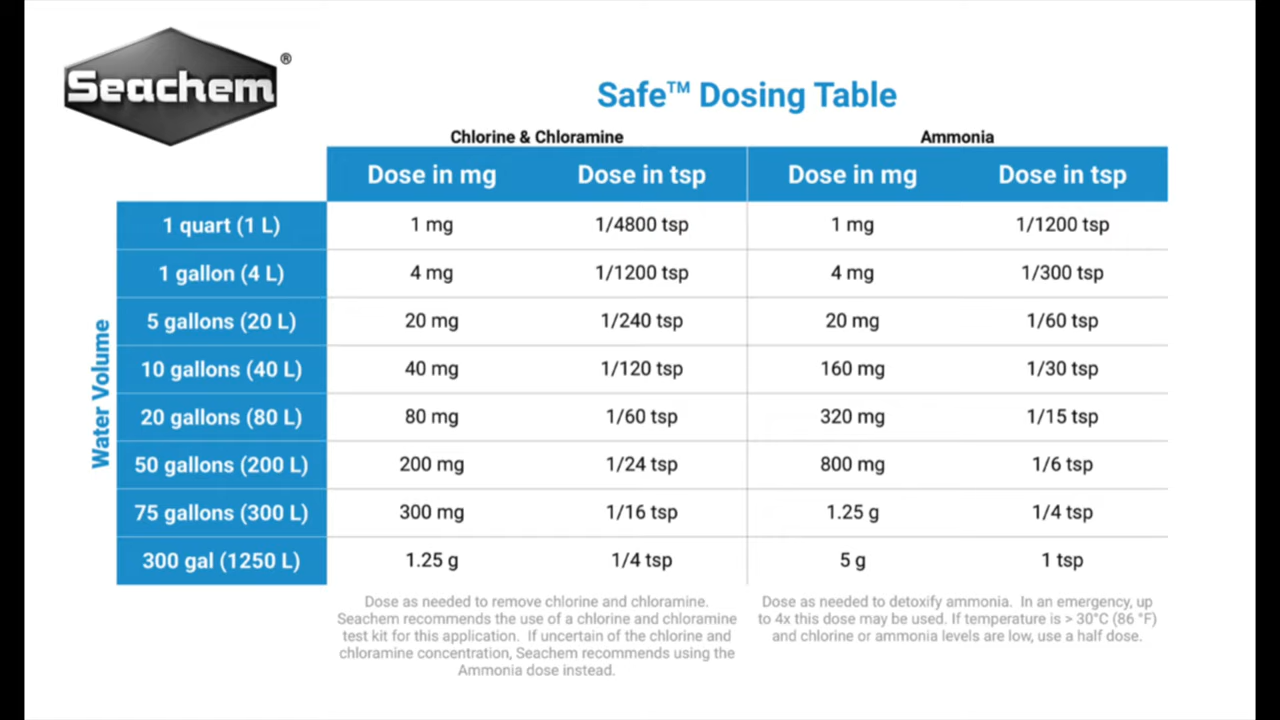 Seachem®
Safe™ Dosing Table
Chlorine & Chloramine Ammonia
Dose in mg Dose in tsp Dose in mg Dose in tsp
Water Volume
1 quart (1 L) 1 mg 1/4800 tsp 1 mg 1/1200 tsp
1 gallon (4 L) 4 mg 1/1200 tsp 4 mg 1/300 tsp
5 gallons (20 L) 20 mg 1/240 tsp 20 mg 1/60 tsp
10 gallons (40 L) 40 mg 1/120 tsp 160 mg 1/30 tsp
20 gallons (80 L) 80 mg 1/60 tsp 320 mg 1/15 tsp
50 gallons (200 L) 200 mg 1/24 tsp 800 mg 1/6 tsp
75 gallons (300 L) 300 mg 1/16 tsp 1.25 g 1/4 tsp
300 gal (1250 L) 1.25 g 1/4 tsp 5 g 1 tsp
Dose as needed to remove chlorine and chloramine.
Seachem recommends the use of a chlorine and chloramine
test kit for this application. If uncertain of the chlorine and
chloramine concentration, Seachem recommends using the
Ammonia dose instead.
Dose as needed to detoxify ammonia. In an emergency, up
to 4x this dose may be used. If temperature is > 30°C (86 °F)
and chlorine or ammonia levels are low, use a half dose.